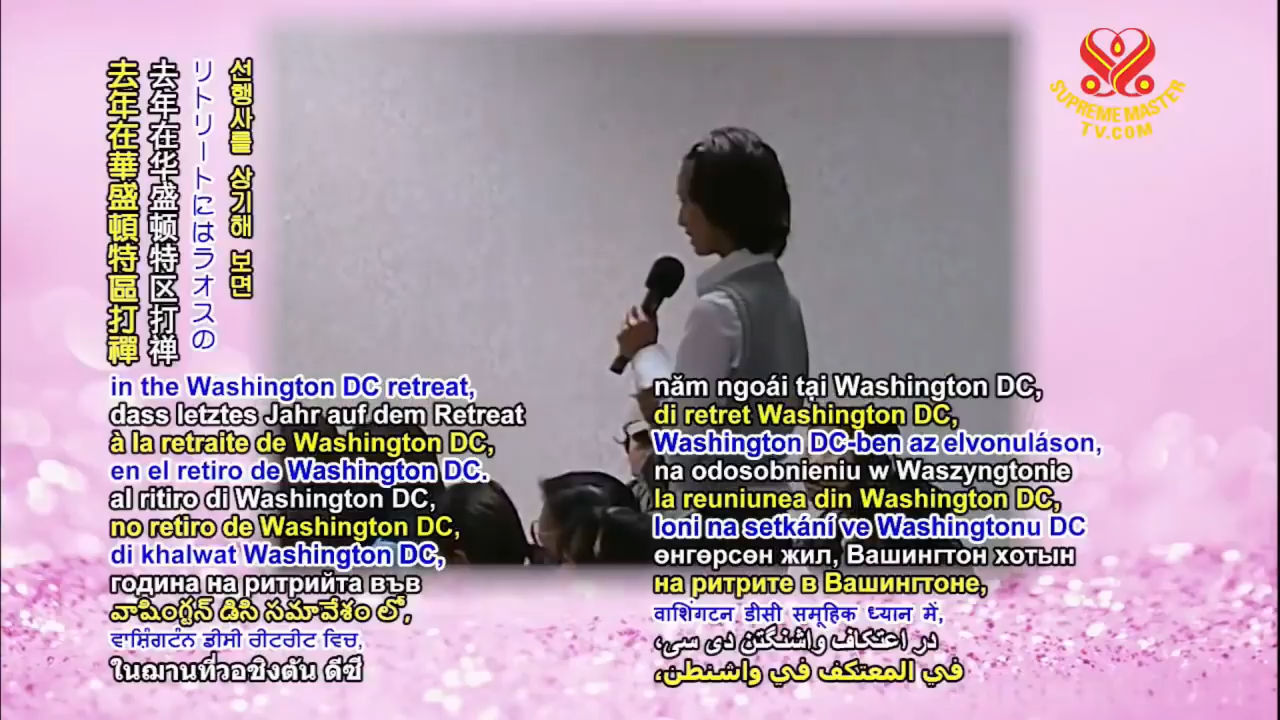 SUPREME MASTER
TV.COM
去年在華盛頓特區打禪
去年在华盛顿特区打禅
リトリートにはラオスの
선행사를 상기해 보면
in the Washington DC retreat,
dass letztes Jahr auf dem Retreat
à la retraite de Washington DC,
en el retiro de Washington DC.
al ritiro di Washington DC,
no retiro de Washington DC,
di khalwat Washington DC,
година на ритрийта във
వాషింగ్టన్ డిసి సమావేశం లో,
ਵਾਸ਼ਿੰਗਟੰਨ ਡੀਸੀ ਰੀਟਰੀਟ ਵਿਚ,
ในฌานที่วอชิงตัน ดีซี
năm ngoái tại Washington DC,
di retret Washington DC,
Washington DC-ben az elvonuláson,
na odosobnieniu w Waszyngtonie
la reuniunea din Washington DC,
loni na setkání ve Washingtonu DC
өнгөрсөн жил, Вашингтон хотын
на ритрите в Вашингтоне,
वाशिंगटन डीसी समूहिक ध्यान में,
در اعتکاف واشنگتن دی سی،
في المعتكف في واشنطن،